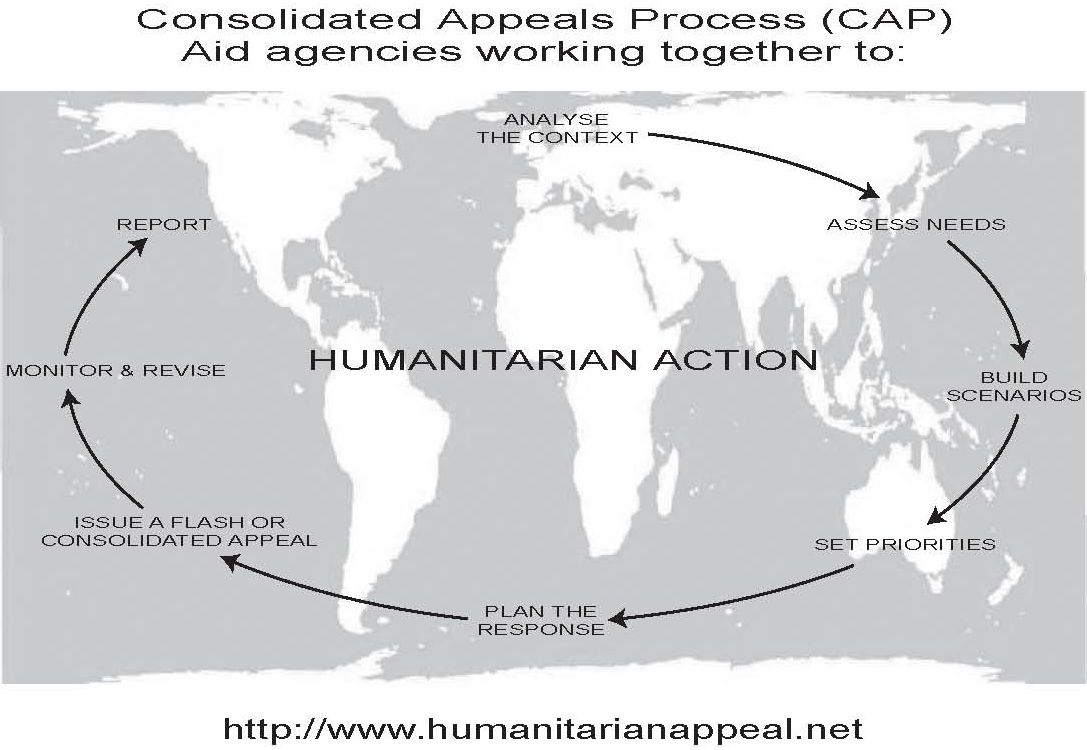 Consolidated Appeals Process (CAP)
Aid agencies working together to:
ANALYSE
THE CONTEXT
ASSESS NEEDS
BUILD
SCENARIOS
SET PRIORITIES
PLAN THE
RESPONSE
ISSUE A FLASH OR
CONSOLIDATED APPEAL
MONITOR & REVISE
REPORT
HUMANITARIAN ACTION
http://www.humanitarianappeal.net